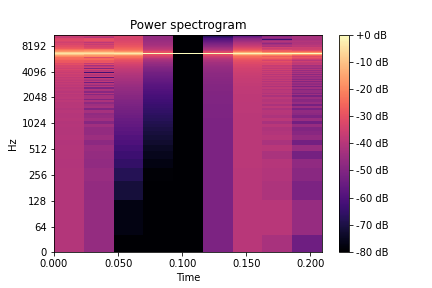 Power spectrogram
Hz
8192
4096
2048
1024
512
256
128
64
0
0.000 0.050 0.100 0.150 0.200
Time
+0 dB
-10 dB
-20 dB
-30 dB
-40 dB
-50 dB
-60 dB
-70 dB
-80 dB